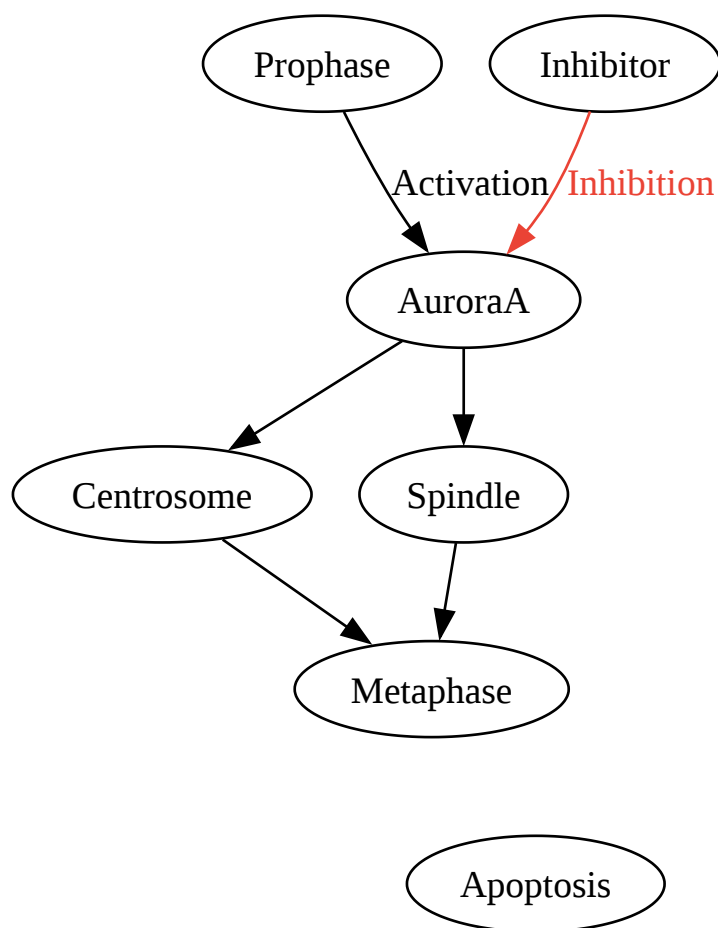 Prophase
Inhibitor
Activation
Inhibition
AuroraA
Centrosome
Spindle
Metaphase
Apoptosis